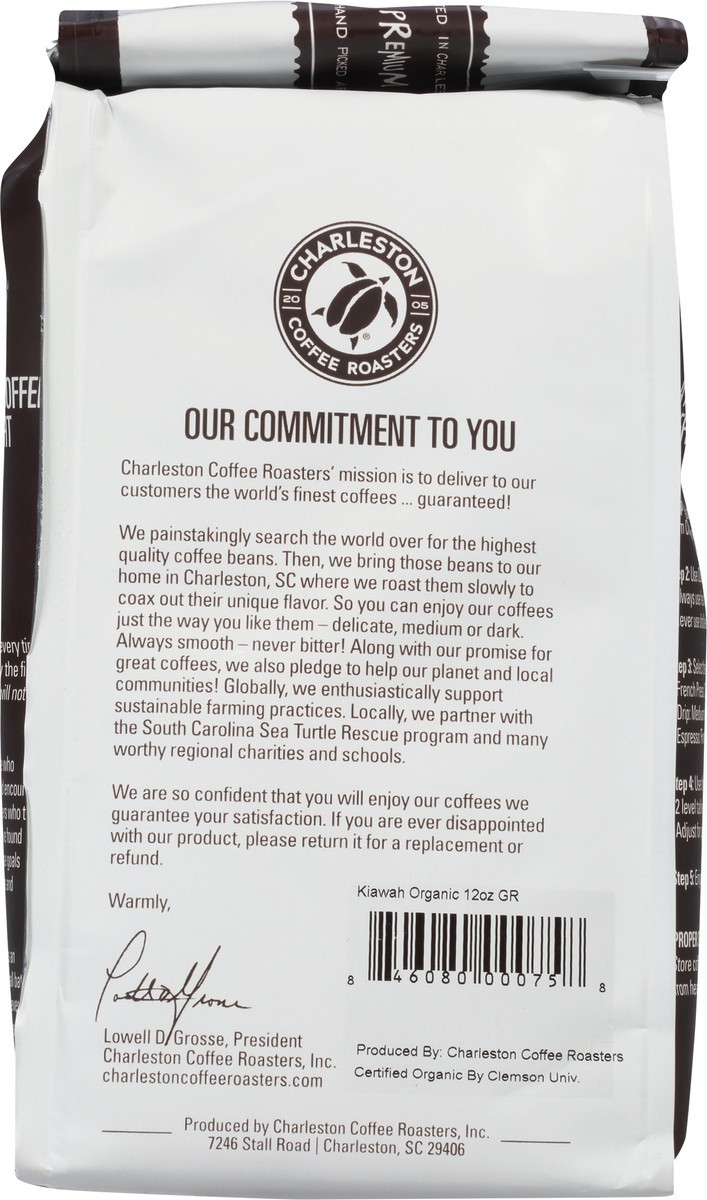 PREMIUM
HAND PICKED
CHARLESTON
20 05
COFFEE ROASTERS
®
OUR COMMITMENT TO YOU
Charleston Coffee Roasters' mission is to deliver to our
customers the world's finest coffees ... guaranteed!
We painstakingly search the world over for the highest
quality coffee beans. Then, we bring those beans to our
home in Charleston, SC where we roast them slowly to
coax out their unique flavor. So you can enjoy our coffees
just the way you like them – delicate, medium or dark.
Always smooth – never bitter! Along with our promise for
great coffees, we also pledge to help our planet and local
communities! Globally, we enthusiastically support
sustainable farming practices. Locally, we partner with
the South Carolina Sea Turtle Rescue program and many
worthy regional charities and schools.
We are so confident that you will enjoy our coffees we
guarantee your satisfaction. If you are ever disappointed
with our product, please return it for a replacement or
refund.
Warmly,
Lowell D. Grosse, President
Charleston Coffee Roasters, Inc.
charlestoncoffeeroasters.com
Kiawah Organic 12oz GR
8 46080 00075 8
Produced By: Charleston Coffee Roasters
Certified Organic By Clemson Univ.
Produced by Charleston Coffee Roasters, Inc.
7246 Stall Road | Charleston, SC 29406